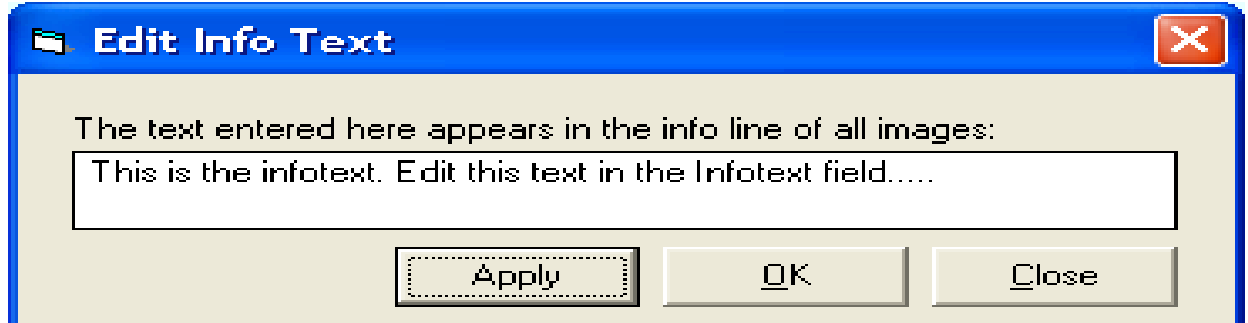 Edit Info Text
The text entered here appears in the info line of all images:
This is the infotext. Edit this text in the Infotext field.....
Apply OK Close